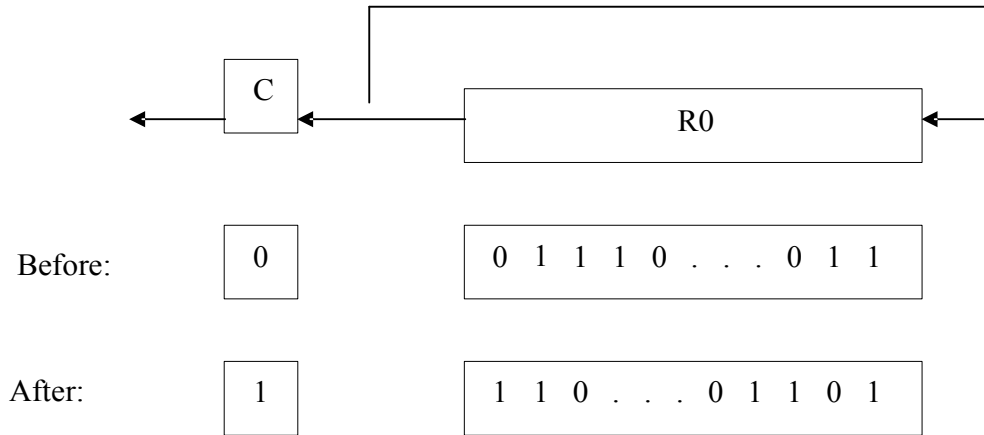 C
R0
Before: 0 0 1 1 1 0 . . . 0 1 1
After: 1 1 1 0 . . . 0 1 1 0 1